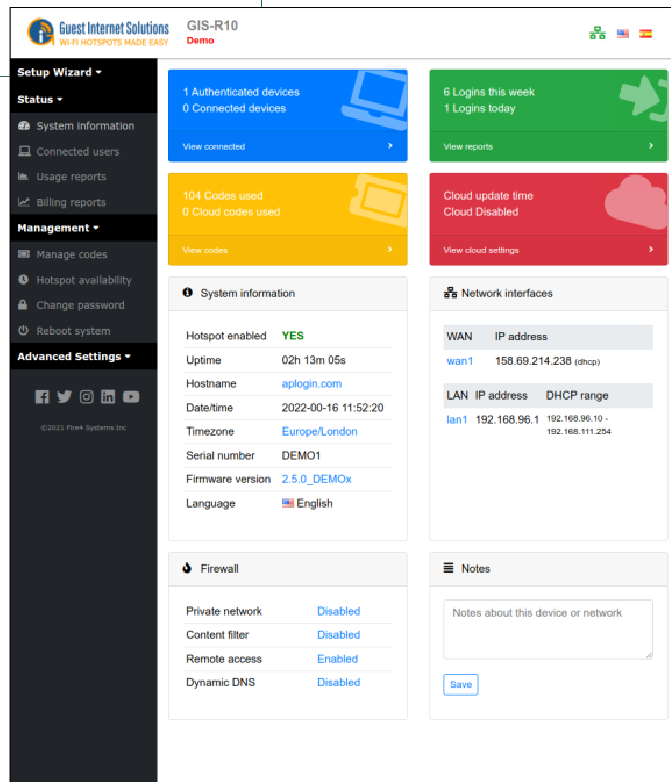 Guest Internet Solutions
WI-FI HOTSPOTS MADE EASY
GIS-R10
Demo
Setup Wizard
Status
System Information
Connected users
Usage reports
Billing reports
Management
Manage codes
Hotspot availability
Change password
Reboot system
Advanced Settings
©2021 Fire4 Systems Inc
1 Authenticated devices
0 Connected devices
View connected
6 Logins this week
1 Logins today
View reports
104 Codes used
0 Cloud codes used
View codes
Cloud update time
Cloud Disabled
View cloud settings
System information
Hotspot enabled YES
Uptime 02h 13m 05s
Hostname aplogin.com
Date/time 2022-00-16 11:52:20
Timezone Europe/London
Serial number DEMO1
Firmware version 2.5.0_DEMOx
Language English
Network interfaces
WAN IP address
wan1 158.69.214.238 (dhcp)
LAN IP address DHCP range
lan1 192.168.96.1 192.168.96.10 -
192.168.111.254
Firewall
Private network Disabled
Content filter Disabled
Remote access Enabled
Dynamic DNS Disabled
Notes
Notes about this device or network
Save